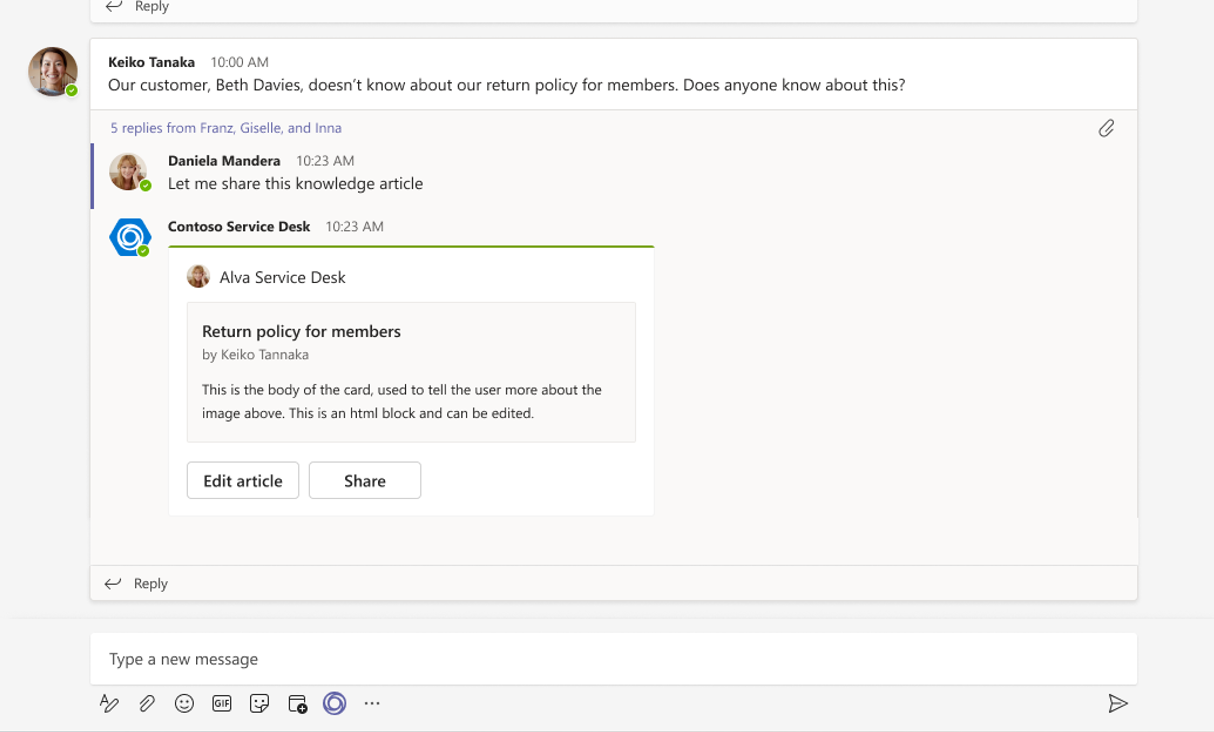 Reply
Keiko Tanaka 10:00 AM
Our customer, Beth Davies, doesn’t know about our return policy for members. Does anyone know about this?
5 replies from Franz, Giselle, and Inna
Daniela Mandera 10:23 AM
Let me share this knowledge article
Contoso Service Desk 10:23 AM
Alva Service Desk
Return policy for members
by Keiko Tannaka
This is the body of the card, used to tell the user more about the
image above. This is an html block and can be edited.
Edit article Share
Reply
Type a new message
GIF